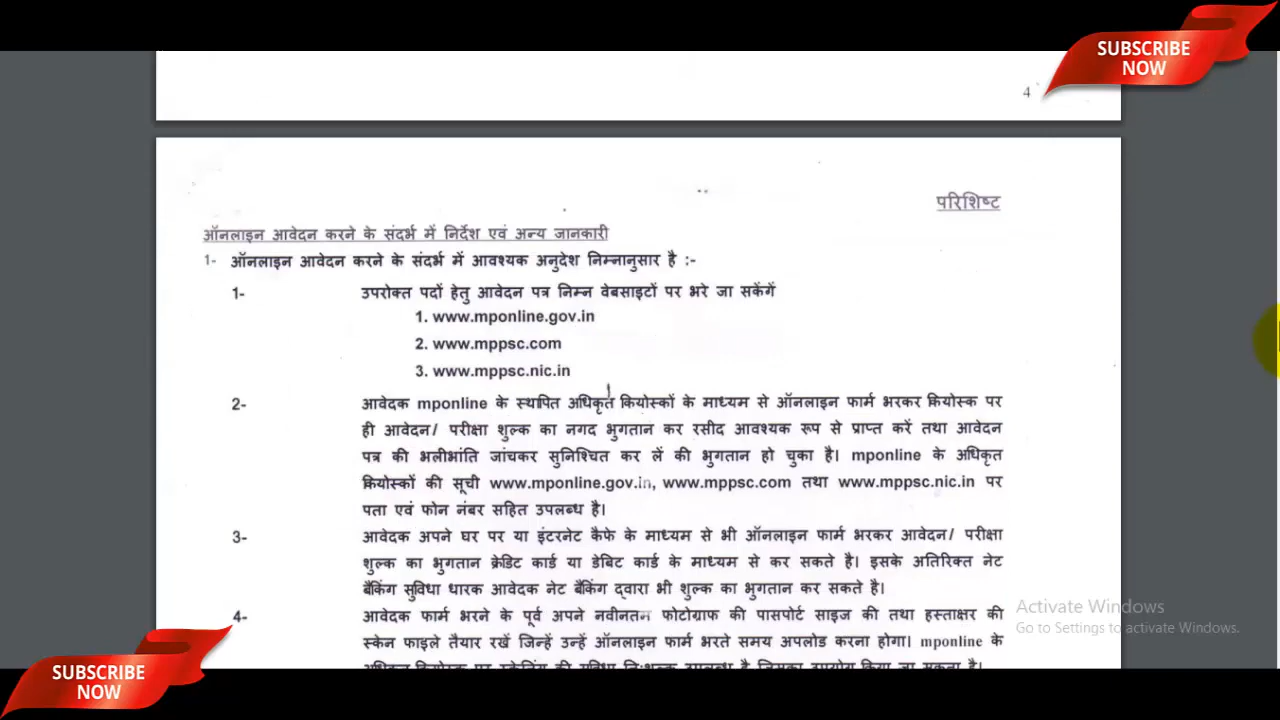 SUBSCRIBE
NOW
4
परिशिष्ट
ऑनलाइन आवेदन करने के संदर्भ में निर्देश एवं अन्य जानकारी
1- ऑनलाइन आवेदन करने के संदर्भ में आवश्यक अनुदेश निम्नानुसार है :-
1- उपरोक्त पदों हेतु आवेदन पत्र निम्न वेबसाइटों पर भरे जा सकेंगें
1. www.mponline.gov.in
2. www.mppsc.com
3. www.mppsc.nic.in
2- आवेदक mponline के स्थापित अधिकृत कियोस्कों के माध्यम से ऑनलाइन फार्म भरकर कियोस्क पर
ही आवेदन/ परीक्षा शुल्क का नगद भुगतान कर रसीद आवश्यक रूप से प्राप्त करें तथा आवेदन
पत्र की भलीभांति जांचकर सुनिश्चित कर लें की भुगतान हो चुका है। mponline के अधिकृत
कियोस्कों की सूची www.mponline.gov.in, www.mppsc.com तथा www.mppsc.nic.in पर
पता एवं फोन नंबर सहित उपलब्ध है।
3- आवेदक अपने घर पर या इंटरनेट कैफे के माध्यम से भी ऑनलाइन फार्म भरकर आवेदन/ परीक्षा
शुल्क का भुगतान क्रेडिट कार्ड या डेबिट कार्ड के माध्यम से कर सकते है। इसके अतिरिक्त नेट
बैंकिंग सुविधा धारक आवेदक नेट बैंकिंग द्वारा भी शुल्क का भुगतान कर सकते है।
4- आवेदक फार्म भरने के पूर्व अपने नवीनतम फोटोग्राफ की पासपोर्ट साइज की तथा हस्ताक्षर की
स्केन फाइले तैयार रखें जिन्हें उन्हें ऑनलाइन फार्म भरते समय अपलोड करना होगा। mponline के
अधिकृत कियोस्क पर स्केनिंग की सुविधा निःशुल्क उपलब्ध है जिसका उपयोग किया जा सकता है।
Activate Windows
Go to Settings to activate Windows.
SUBSCRIBE
NOW